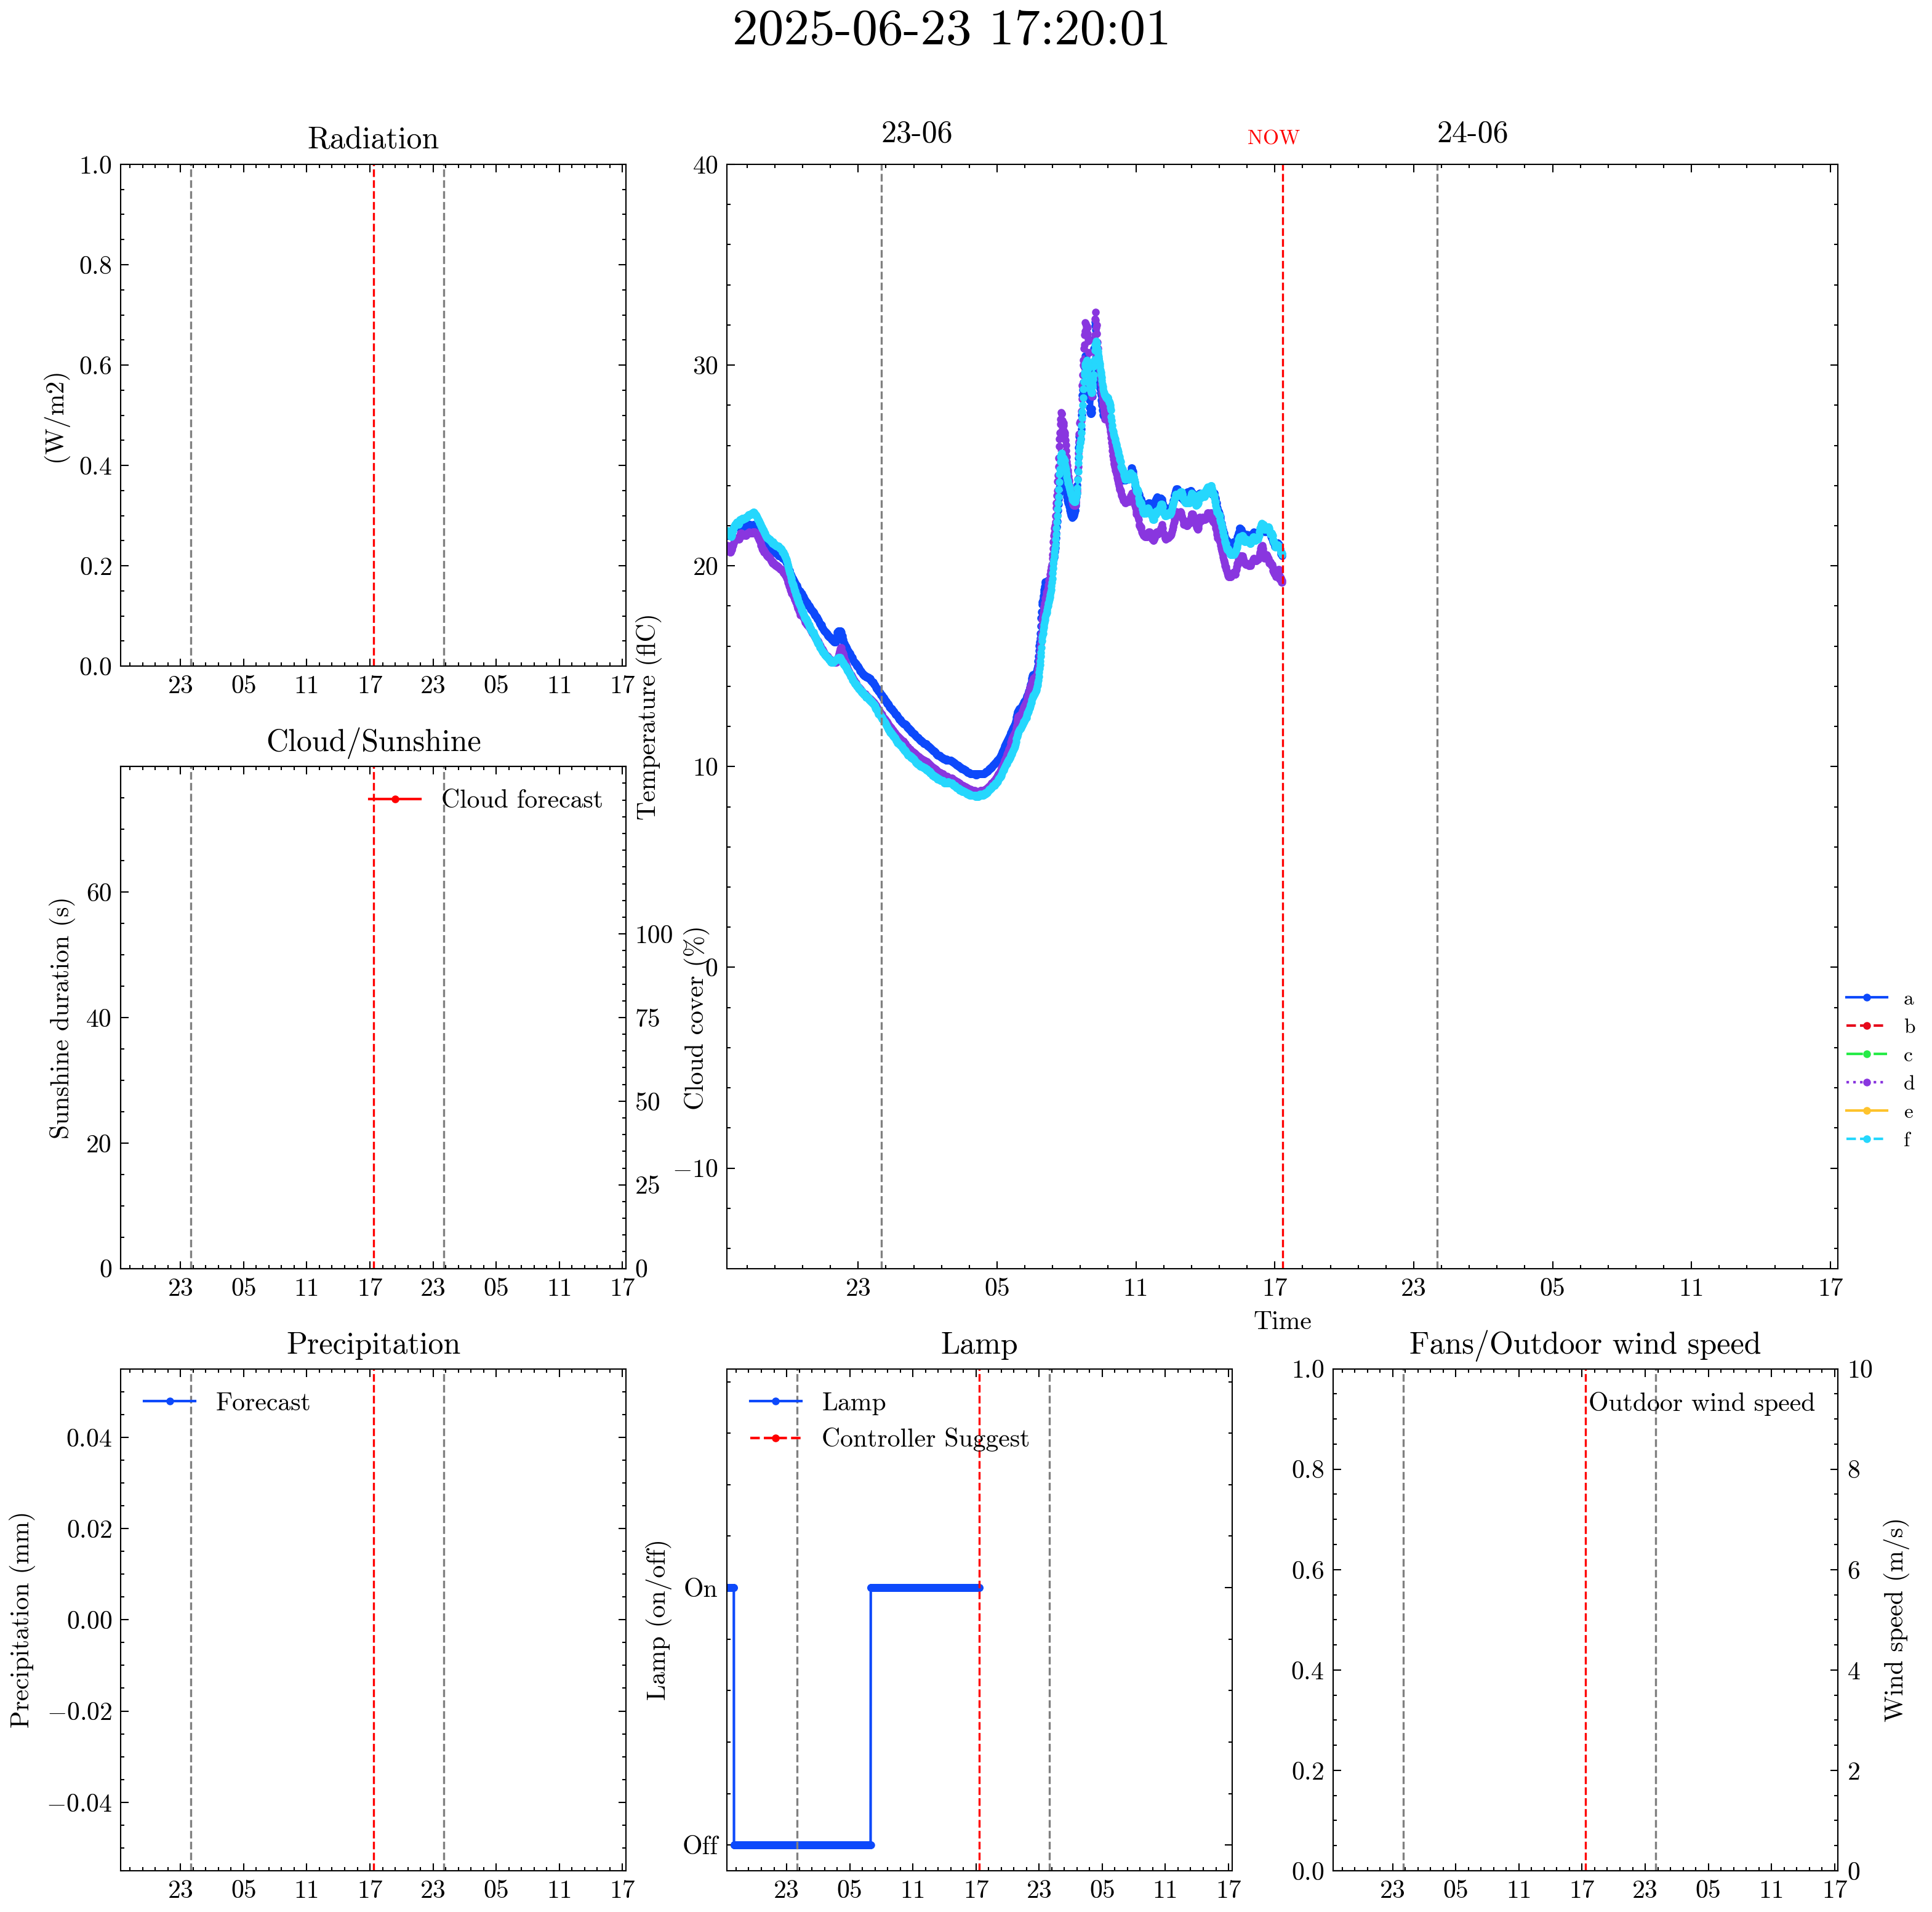 2025-06-23 17:20:01
Radiation
(W/m2)
1.0
0.8
0.6
0.4
0.2
0.0
23 05 11 17 23 05 11 17
23-06
NOW
24-06
Temperature (flC)
40
30
20
10
0
−10
23 05 11 17 23 05 11 17
Time
a
b
c
d
e
f
Cloud/Sunshine
Cloud forecast
Sunshine duration (s)
60
40
20
0
Cloud cover (%)
100
75
50
25
0
23 05 11 17 23 05 11 17
Precipitation
Forecast
Precipitation (mm)
0.04
0.02
0.00
−0.02
−0.04
23 05 11 17 23 05 11 17
Lamp
Lamp
Controller Suggest
Lamp (on/off)
On
Off
23 05 11 17 23 05 11 17
Fans/Outdoor wind speed
Outdoor wind speed
1.0
0.8
0.6
0.4
0.2
0.0
10
8
6
4
2
0
Wind speed (m/s)
23 05 11 17 23 05 11 17